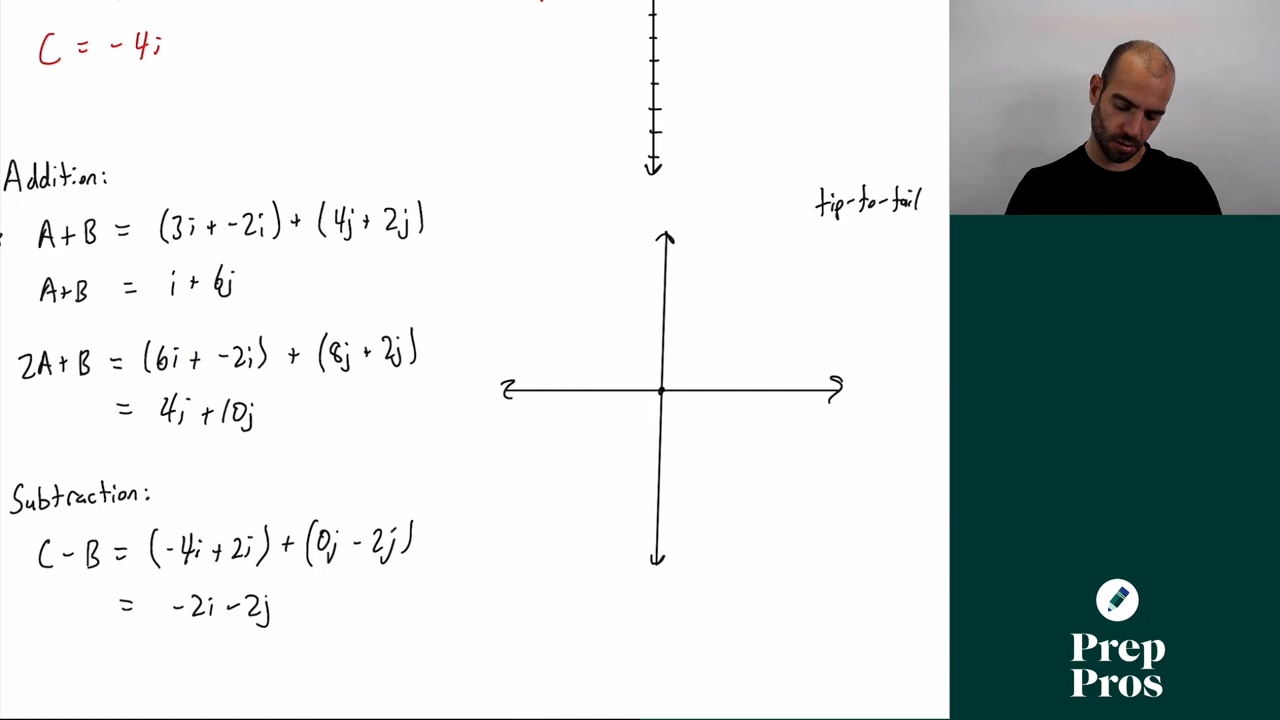 C = -4i
Addition:
A+B = (3i + -2i) + (4j + 2j)
A+B = i + 6j
2A+B = (6i + -2i) + (8j + 2j)
= 4i + 10j
Subtraction:
C - B = (-4i + 2i) + (0j - 2j)
= -2i - 2j
tip-to-tail
Prep
Pros